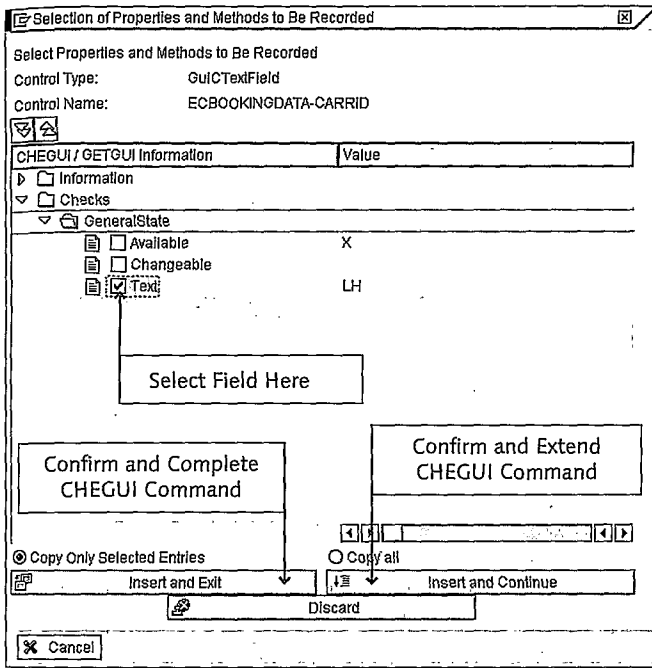 Selection of Properties and Methods to Be Recorded
Select Properties and Methods to Be Recorded
Control Type: GuiCTextField
Control Name: ECBOOKINGDATA-CARRID
CHEGUI / GETGUI Information Value
Information
Checks
GeneralState
Available X
Changeable
Text LH
Select Field Here
Confirm and Complete
CHEGUI Command
Confirm and Extend
CHEGUI Command
Copy Only Selected Entries Copy all
Insert and Exit Insert and Continue
Discard
Cancel